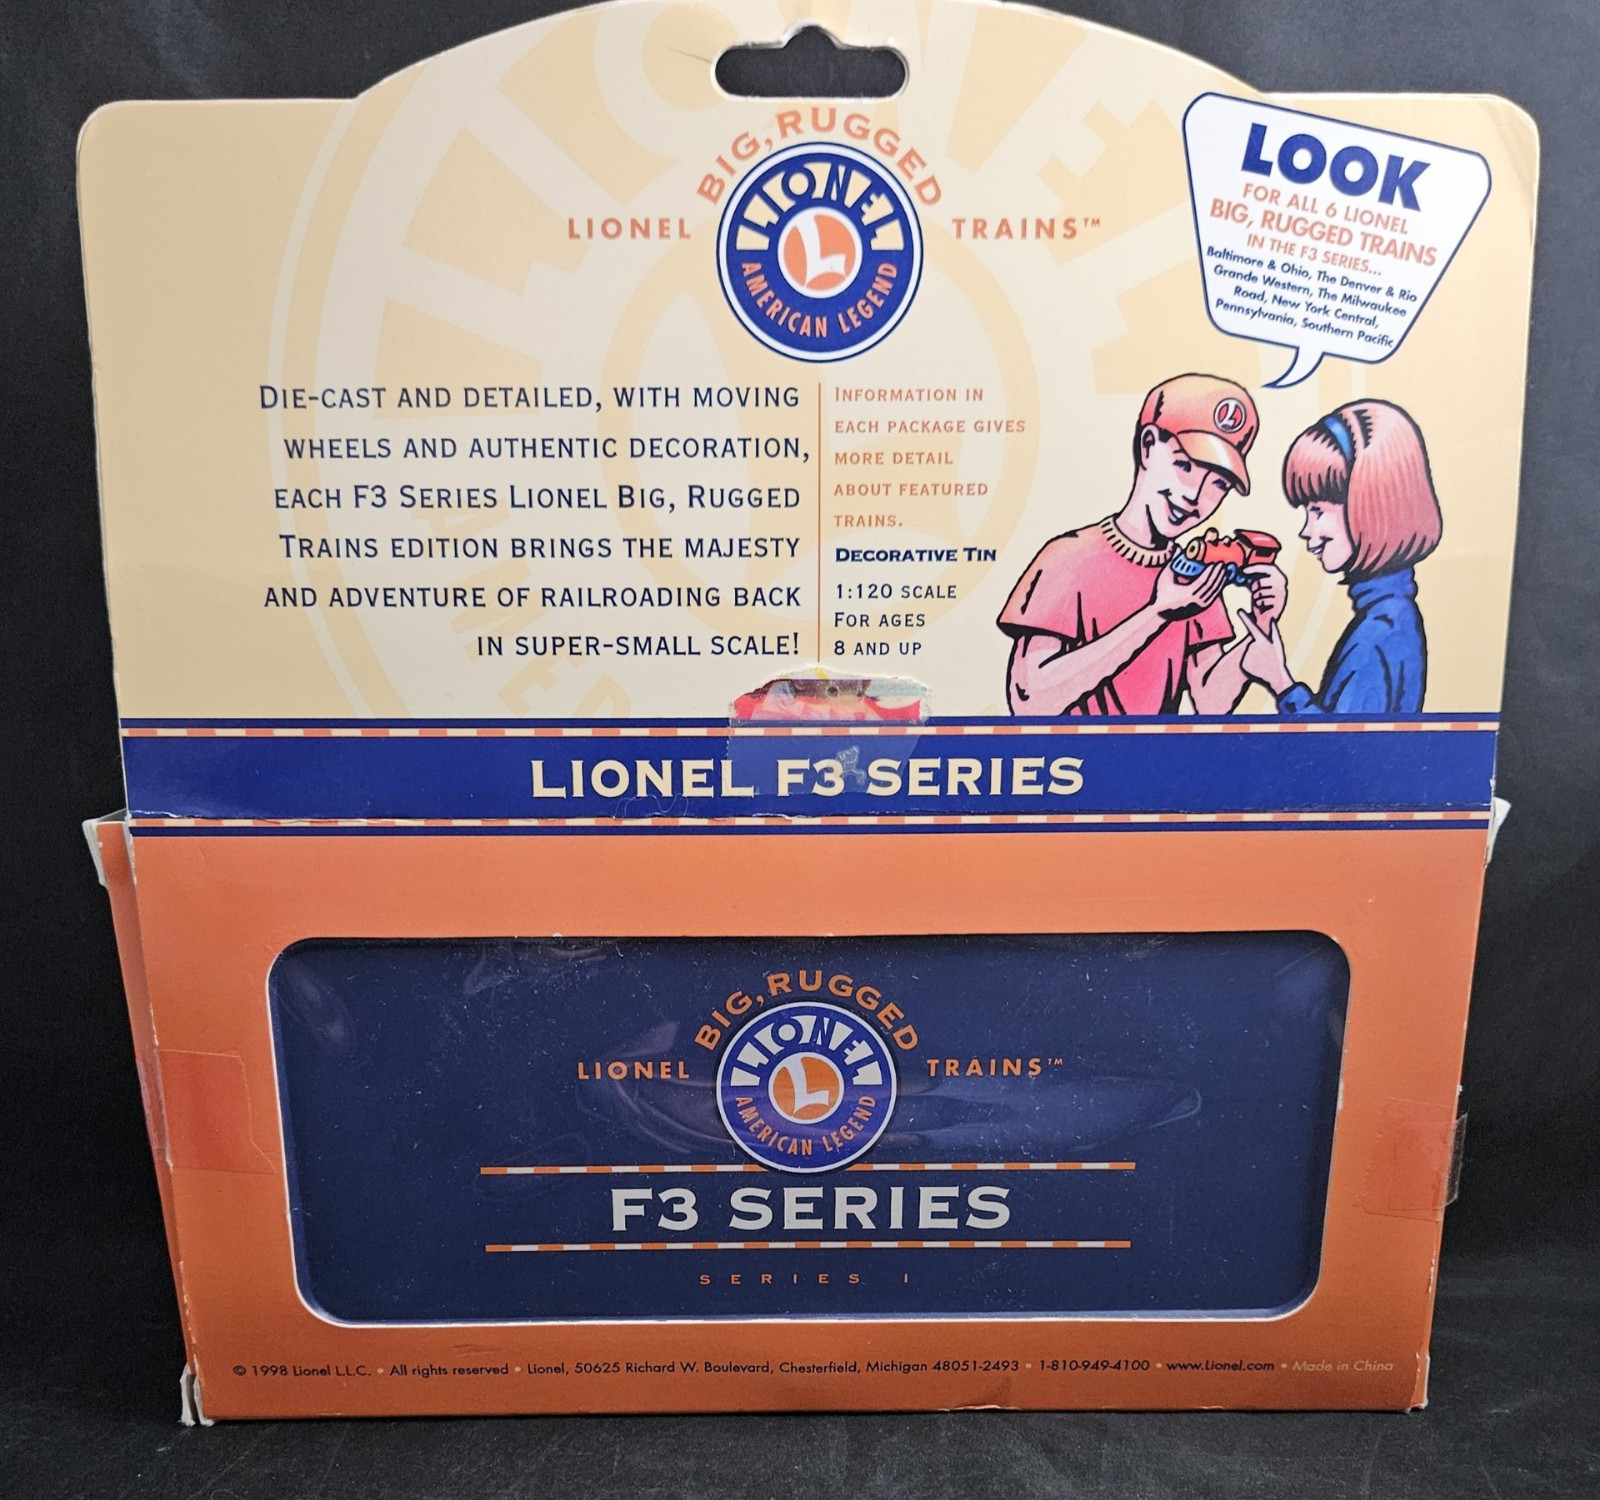 BIG, RUGGED
LIONEL TRAINS™
LIONEL
L
AMERICAN LEGEND
LOOK
FOR ALL 6 LIONEL
BIG, RUGGED TRAINS
IN THE F3 SERIES...
Baltimore & Ohio, The Denver & Rio
Grande Western, The Milwaukee
Road, New York Central,
Pennsylvania, Southern Pacific
DIE-CAST AND DETAILED, WITH MOVING
WHEELS AND AUTHENTIC DECORATION,
EACH F3 SERIES LIONEL BIG, RUGGED
TRAINS EDITION BRINGS THE MAJESTY
AND ADVENTURE OF RAILROADING BACK
IN SUPER-SMALL SCALE!
INFORMATION IN
EACH PACKAGE GIVES
MORE DETAIL
ABOUT FEATURED
TRAINS.
DECORATIVE TIN
1:120 SCALE
FOR AGES
8 AND UP
L
LIONEL F3 SERIES
BIG, RUGGED
LIONEL TRAINS™
LIONEL
L
AMERICAN LEGEND
F3 SERIES
SERIES I
© 1998 Lionel L.L.C. • All rights reserved • Lionel, 50625 Richard W. Boulevard, Chesterfield, Michigan 48051-2493 • 1-810-949-4100 • www.Lionel.com • Made in China